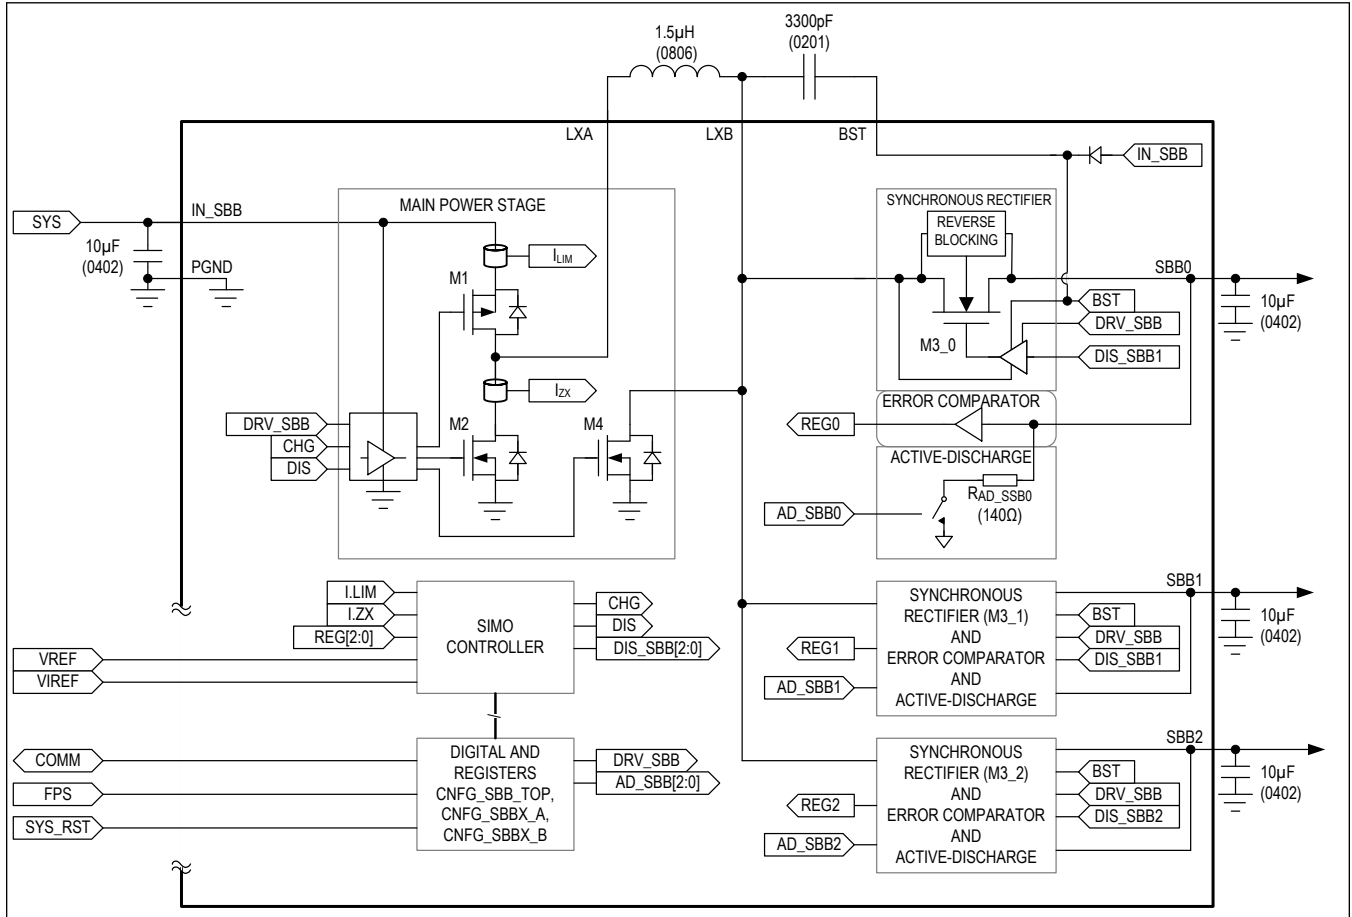 1.5µH
(0806)
3300pF
(0201)
LXA
LXB
BST
IN_SBB
SYS
IN_SBB
10µF
(0402)
PGND
MAIN POWER STAGE
ILIM
M1
IZX
DRV_SBB
CHG
DIS
M2
M4
SYNCHRONOUS RECTIFIER
REVERSE
BLOCKING
SBB0
BST
DRV_SBB
DIS_SBB1
M3_0
10µF
(0402)
ERROR COMPARATOR
REG0
ACTIVE-DISCHARGE
RAD_SSB0
(140Ω)
AD_SBB0
I.LIM
I.ZX
REG[2:0]
VREF
VIREF
SIMO
CONTROLLER
CHG
DIS
DIS_SBB[2:0]
SBB1
SYNCHRONOUS
RECTIFIER (M3_1)
AND
ERROR COMPARATOR
AND
ACTIVE-DISCHARGE
REG1
AD_SBB1
BST
DRV_SBB
DIS_SBB1
10µF
(0402)
COMM
FPS
SYS_RST
DIGITAL AND
REGISTERS
CNFG_SBB_TOP,
CNFG_SBBX_A,
CNFG_SBBX_B
DRV_SBB
AD_SBB[2:0]
SBB2
SYNCHRONOUS
RECTIFIER (M3_2)
AND
ERROR COMPARATOR
AND
ACTIVE-DISCHARGE
REG2
AD_SBB2
BST
DRV_SBB
DIS_SBB2
10µF
(0402)